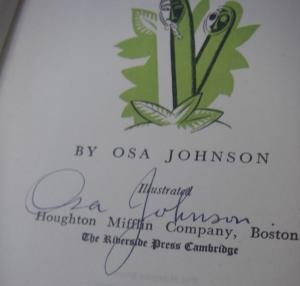 BY OSA JOHNSON
Illustrated
Osa Johnson
Houghton Mifflin Company, Boston
The Riverside Press Cambridge